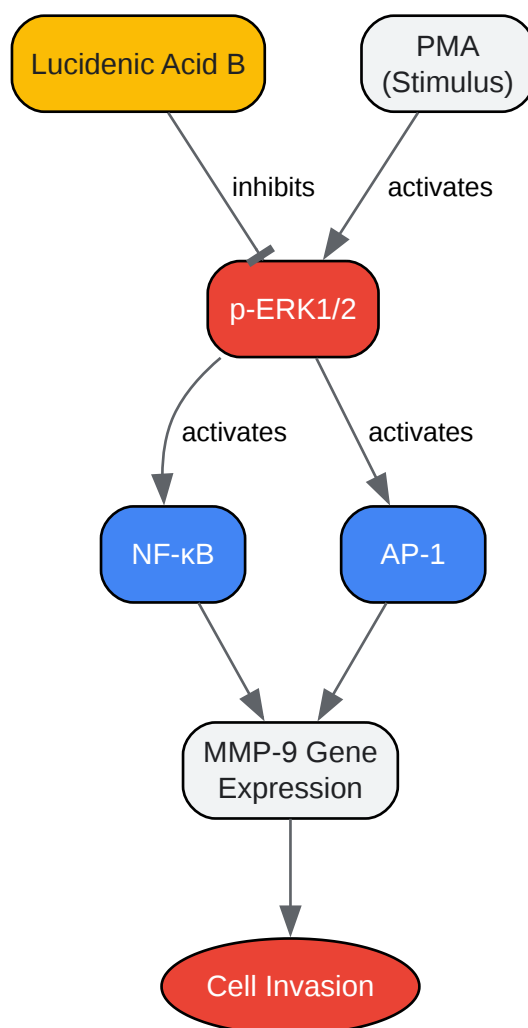 Lucidenic Acid B
PMA
(Stimulus)
inhibits
activates
p-ERK1/2
activates
activates
NF-κB
AP-1
MMP-9 Gene
Expression
Cell Invasion